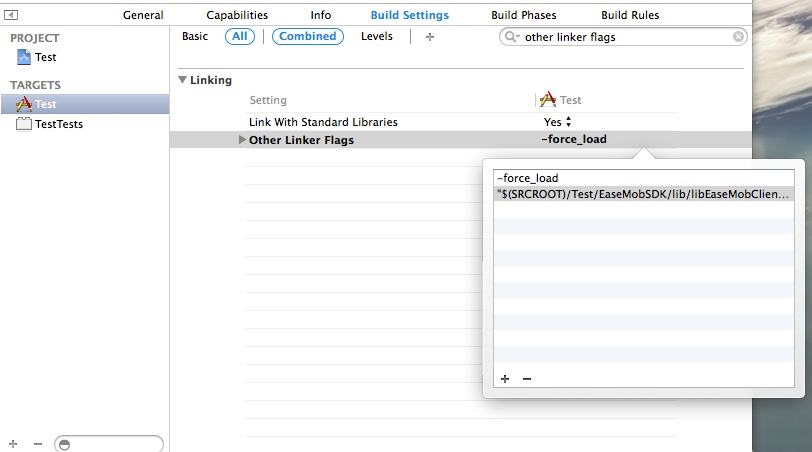 General Capabilities Info Build Settings Build Phases Build Rules
PROJECT
Test
TARGETS
Test
TestTests
Basic All Combined Levels +
other linker flags
Linking
Setting Test
Link With Standard Libraries Yes
Other Linker Flags -force_load
-force_load
"$(SRCROOT)/Test/EaseMobSDK/lib/libEaseMobClien...
+ −
+ −